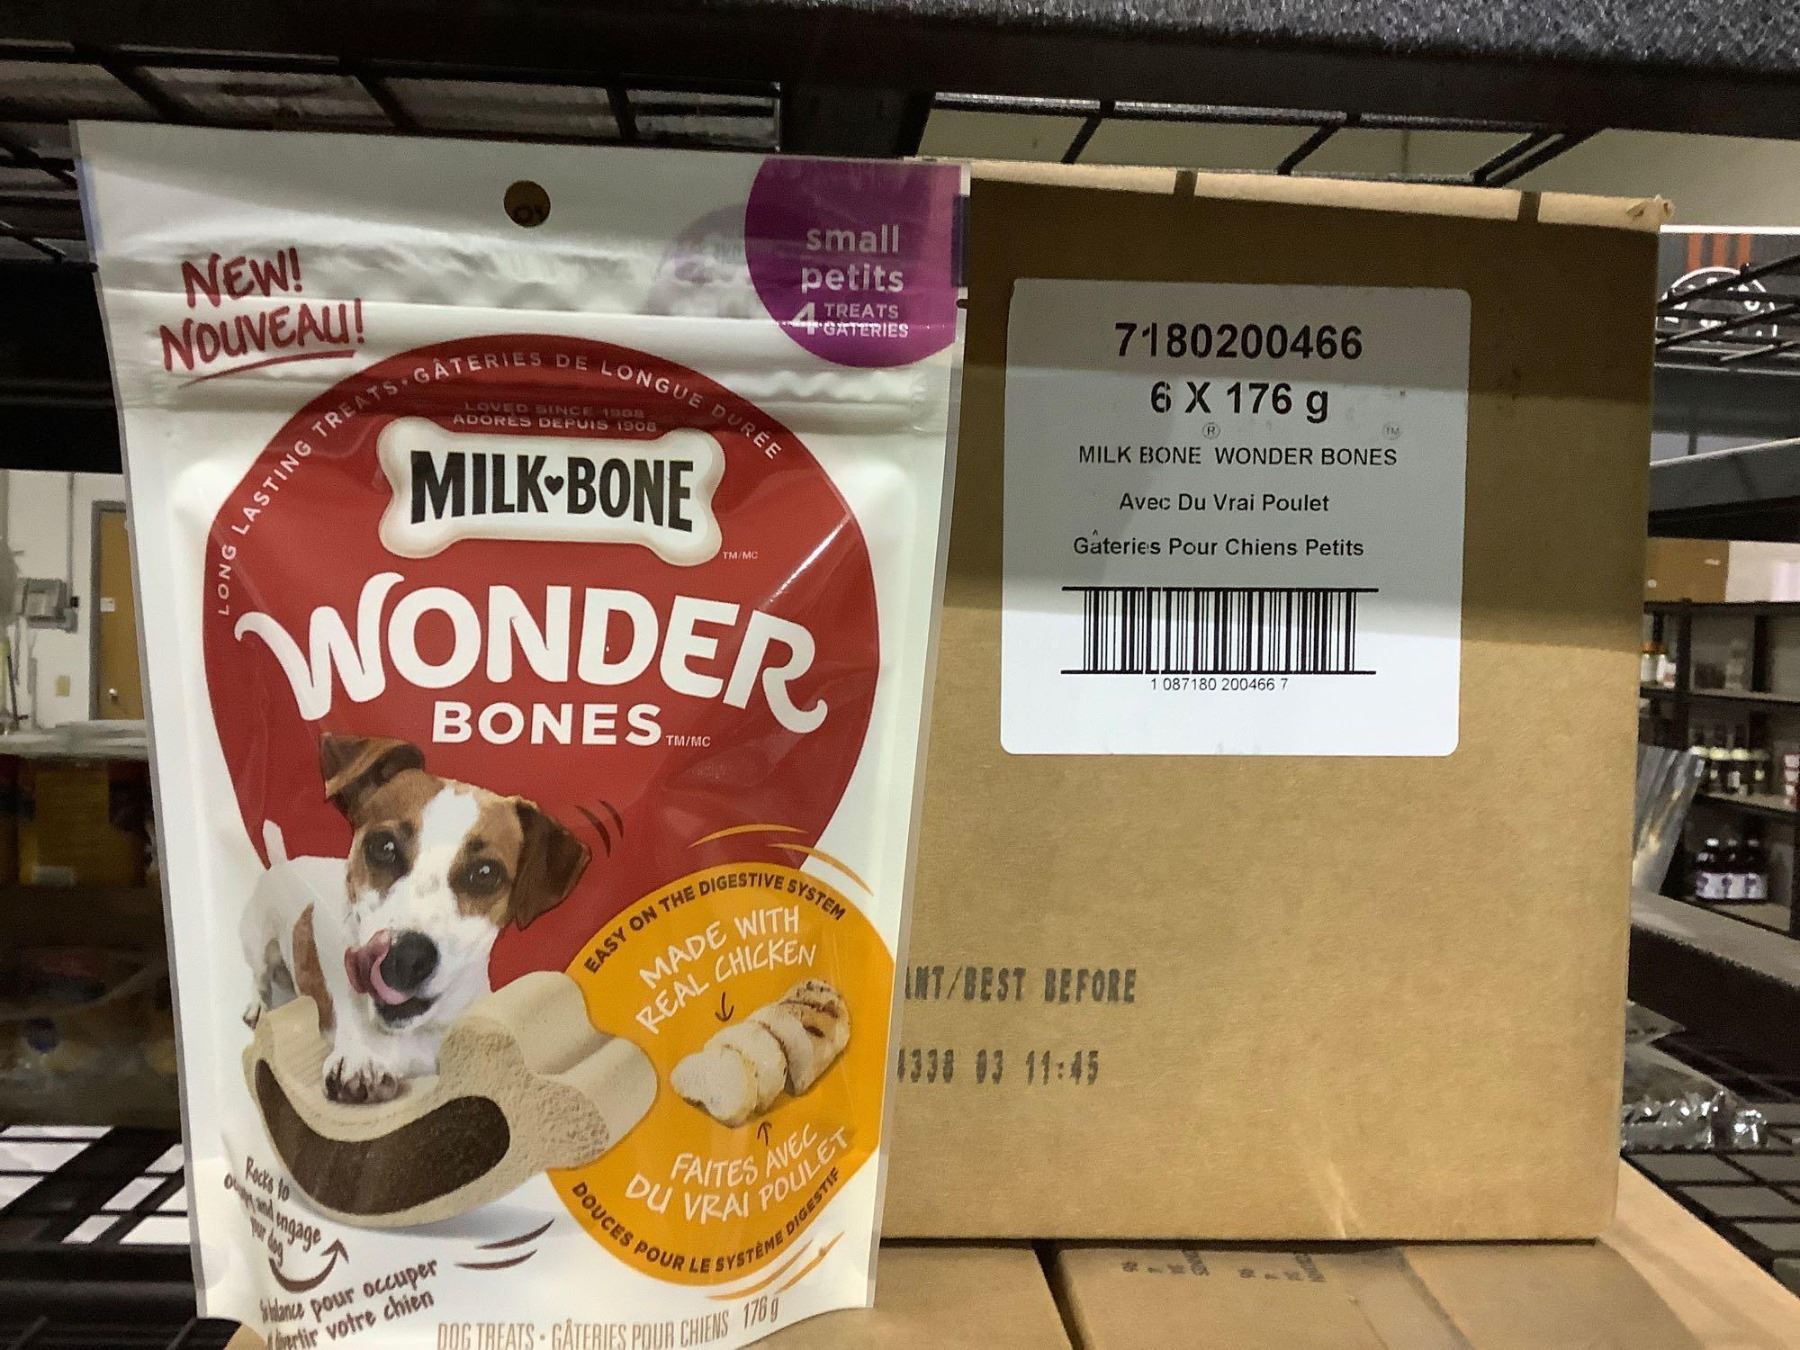 NEW!
NOUVEAU!
small
petits
4 TREATS
GÂTERIES
LONG LASTING TREATS • GÂTERIES DE LONGUE DURÉE
LOVED SINCE 1908
ADORÉS DEPUIS 1908
MILK-BONE
TM/MC
WONDER
BONES TM/MC
EASY ON THE DIGESTIVE SYSTEM
MADE WITH
REAL CHICKEN
FAITES AVEC
DU VRAI POULET
DOUCES POUR LE SYSTÈME DIGESTIF
Rocks to
and engage
your dog
pour occuper
votre chien
DOG TREATS • GÂTERIES POUR CHIENS 176 g
7180200466
6 X 176 g
® TM
MILK BONE WONDER BONES
Avec Du Vrai Poulet
Gâteries Pour Chiens Petits
1 087180 200466 7
ANT/BEST BEFORE
4338 03 11:45